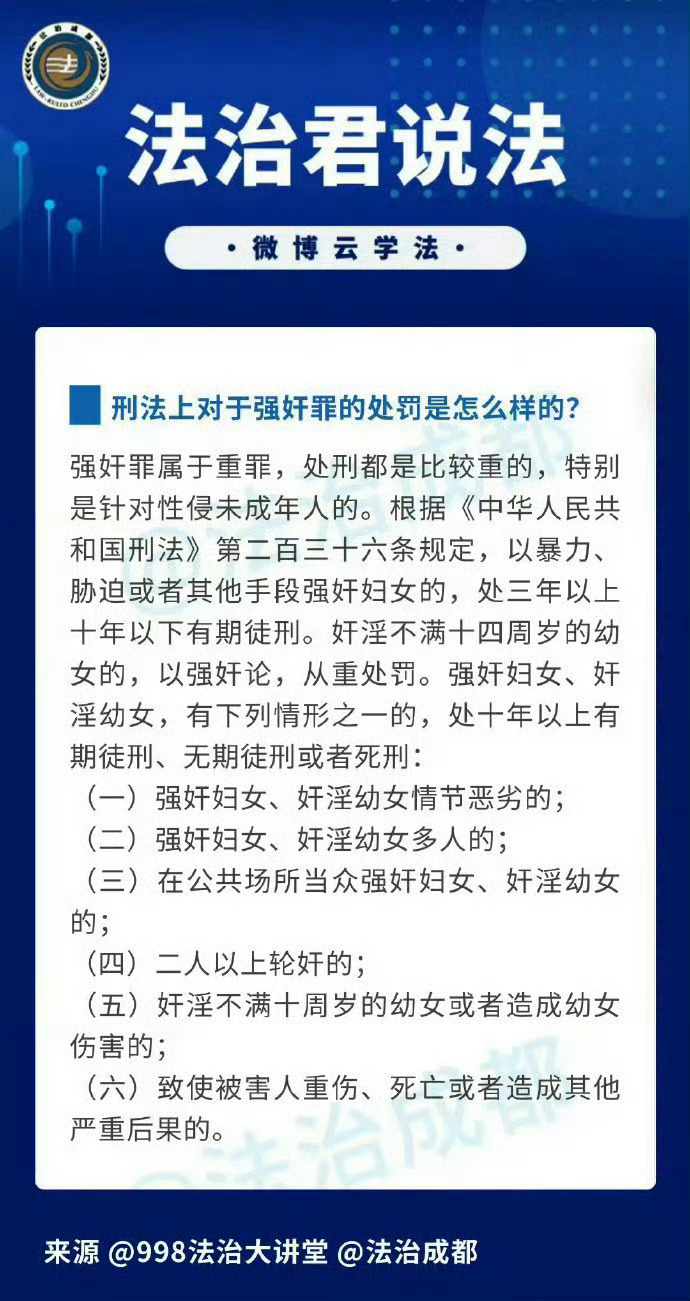 法治成都
LAW-RULED CHENGDU
法治君说法
·微博云学法·
刑法上对于强奸罪的处罚是怎么样的？
强奸罪属于重罪，处刑都是比较重的，特别
是针对性侵未成年人的。根据《中华人民共
和国刑法》第二百三十六条规定，以暴力、
胁迫或者其他手段强奸妇女的，处三年以上
十年以下有期徒刑。奸淫不满十四周岁的幼
女的，以强奸论，从重处罚。强奸妇女、奸
淫幼女，有下列情形之一的，处十年以上有
期徒刑、无期徒刑或者死刑：
（一）强奸妇女、奸淫幼女情节恶劣的；
（二）强奸妇女、奸淫幼女多人的；
（三）在公共场所当众强奸妇女、奸淫幼女
的；
（四）二人以上轮奸的；
（五）奸淫不满十周岁的幼女或者造成幼女
伤害的；
（六）致使被害人重伤、死亡或者造成其他
严重后果的。
@法治成都
@法治成都
来源 @998法治大讲堂 @法治成都